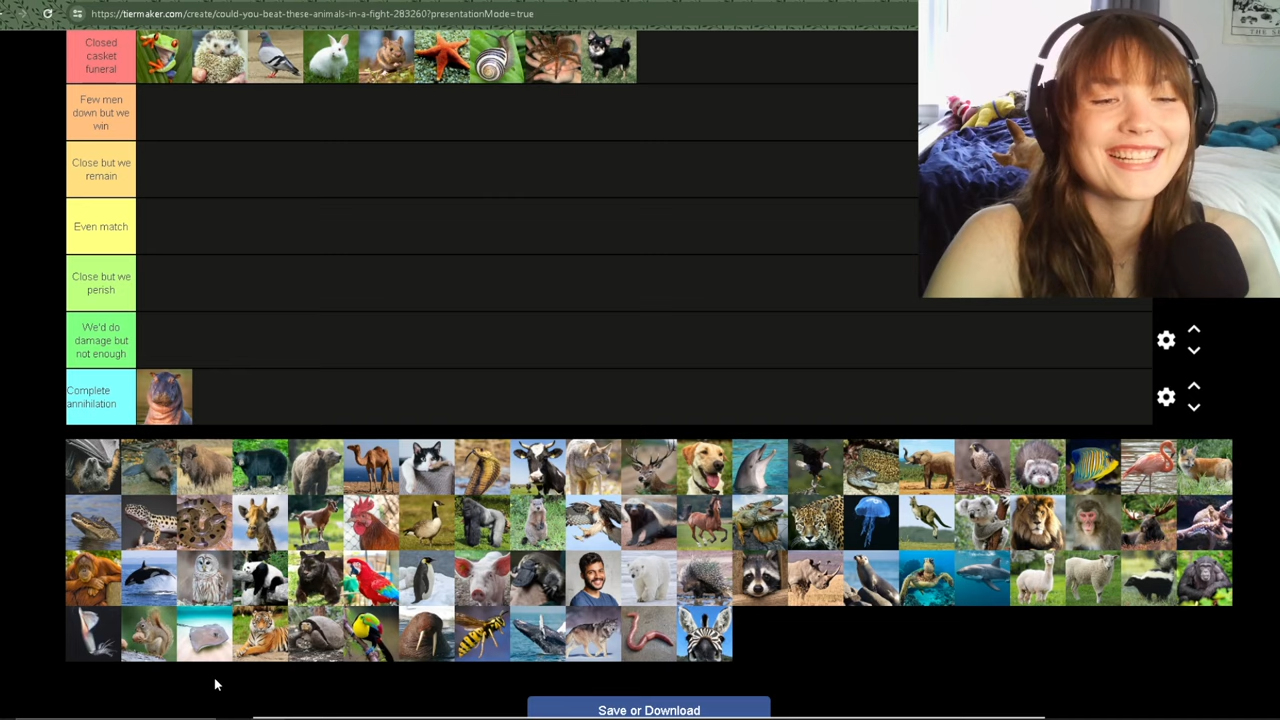 https://tiermaker.com/create/could-you-beat-these-animals-in-a-fight-283260?presentationMode=true
Closed
casket
funeral
Few men
down but we
win
Close but we
remain
Even match
Close but we
perish
We'd do
damage but
not enough
Complete
annihilation
Save or Download